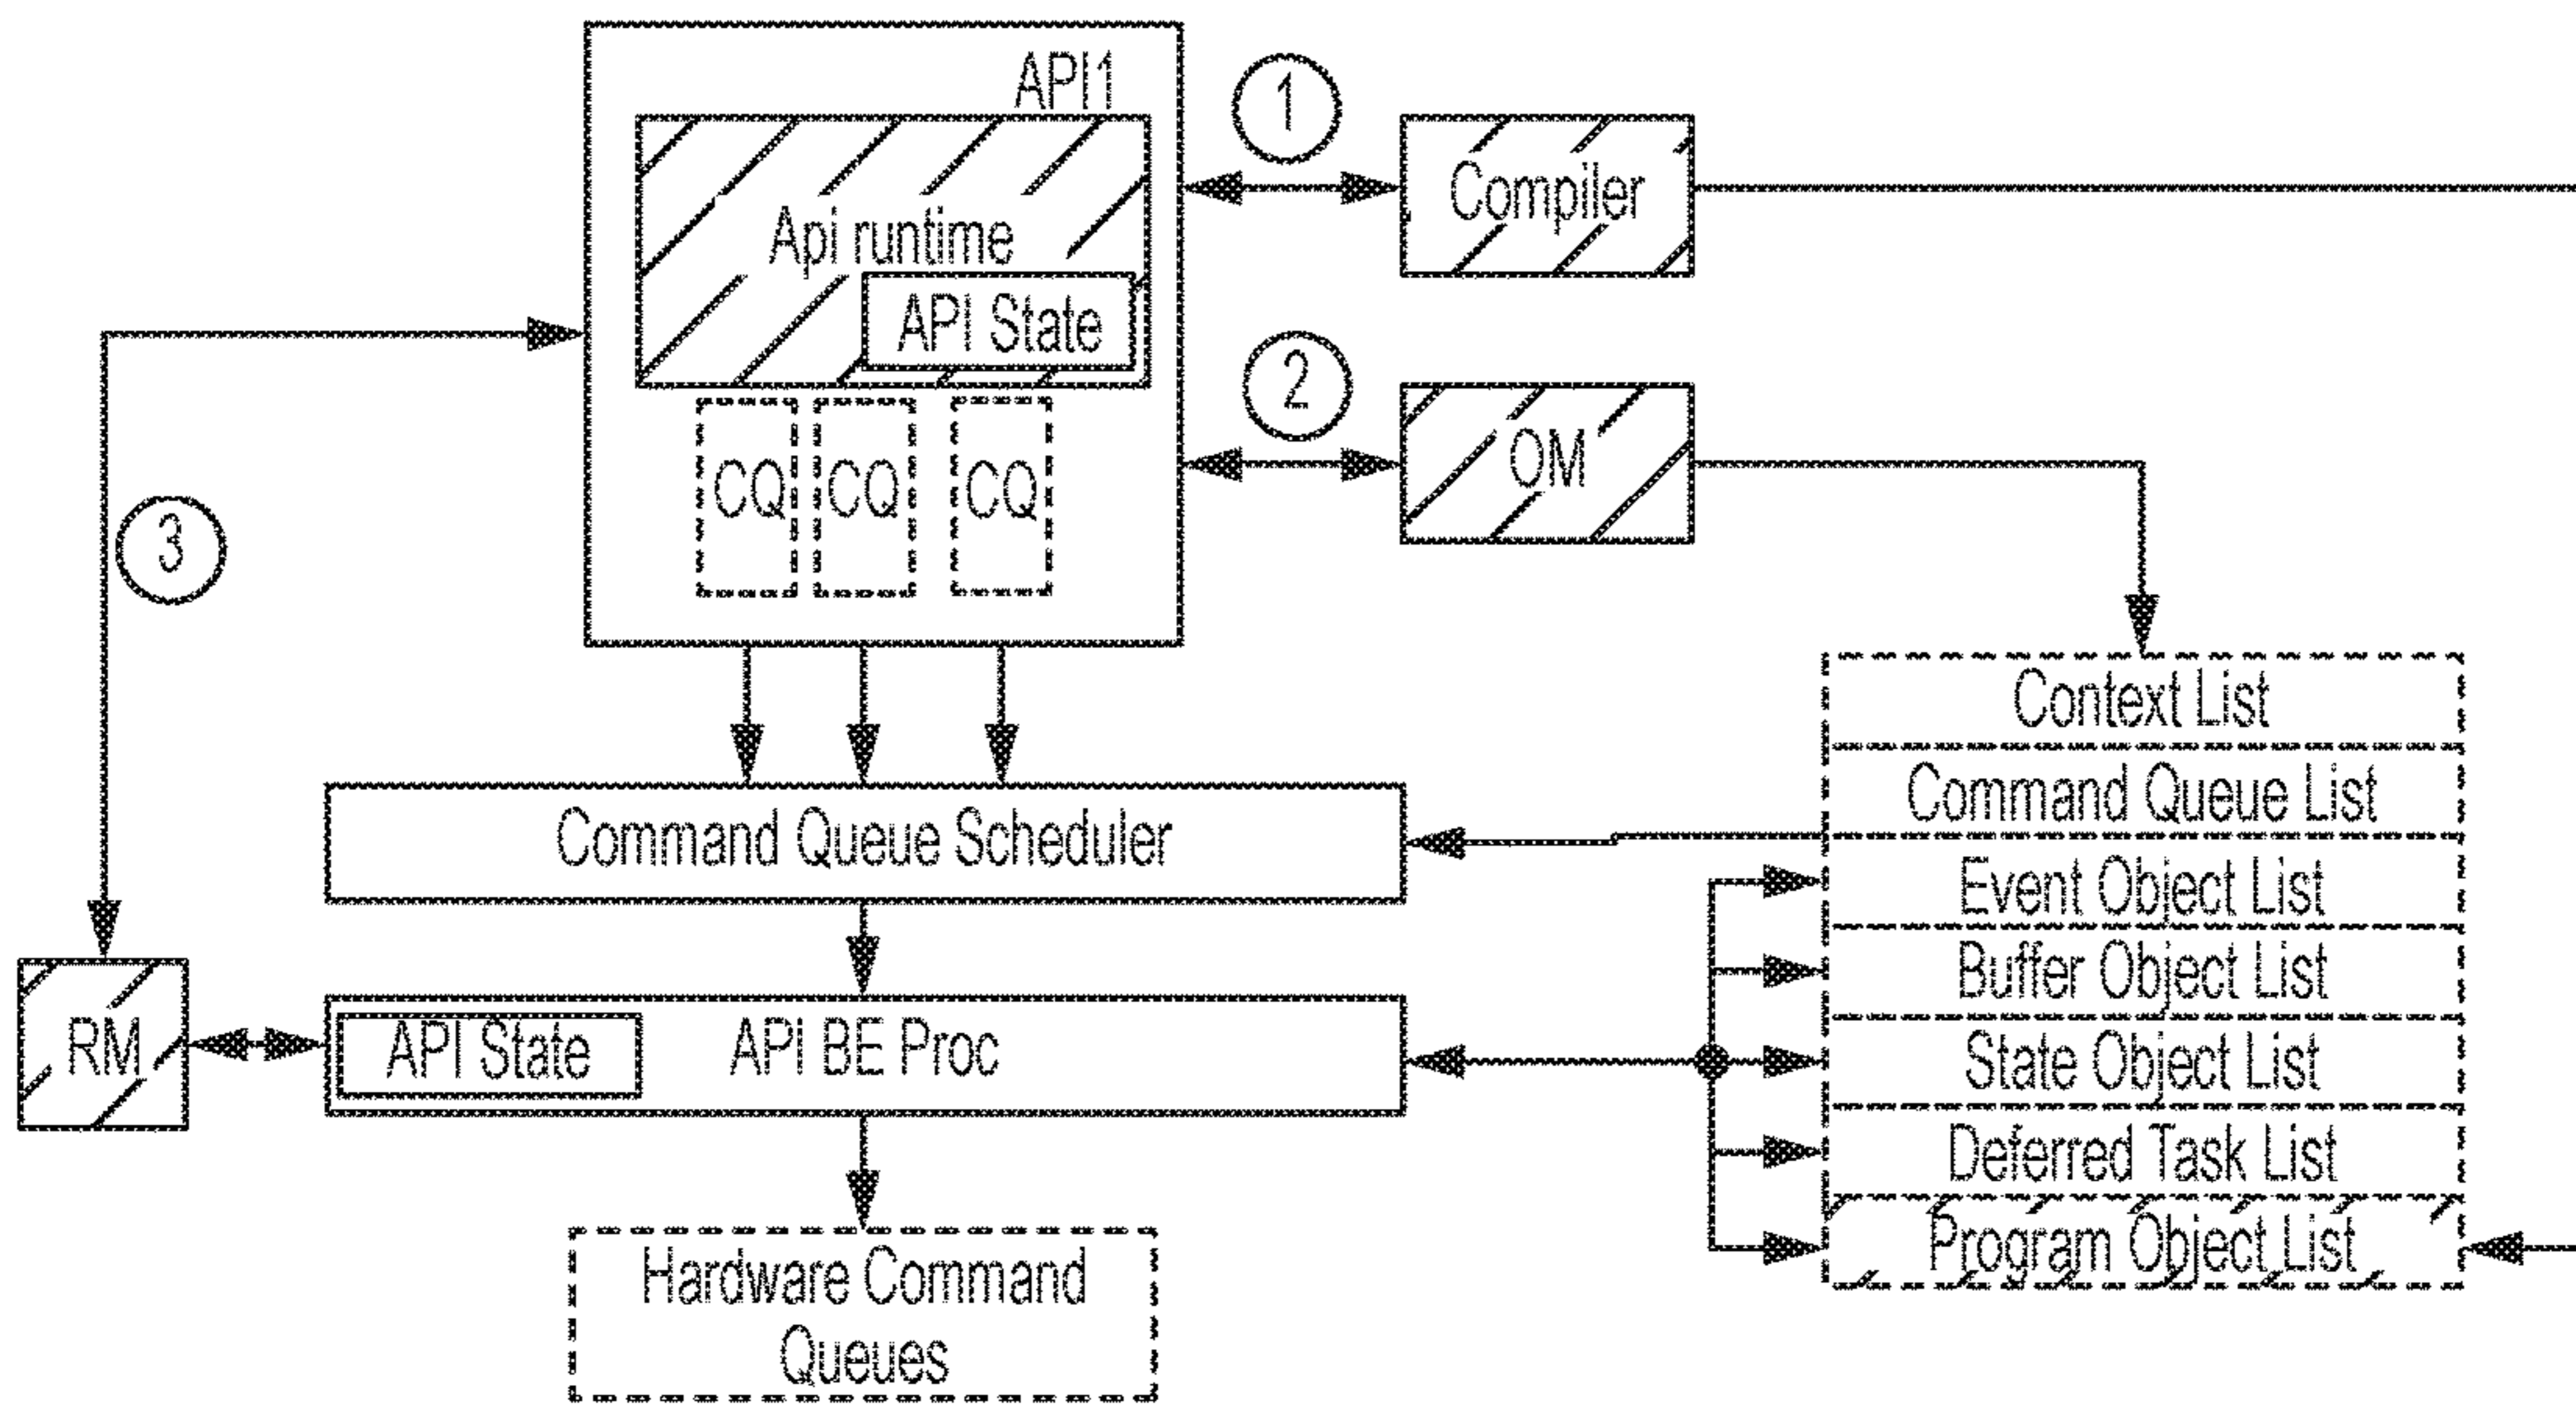 API1
1
Compiler
Api runtime
API State
2
OM
CQ CQ CQ
3
Context List
Command Queue List
Command Queue Scheduler
Event Object List
Buffer Object List
RM
API State API BE Proc
State Object List
Deferred Task List
Program Object List
Hardware Command
Queues